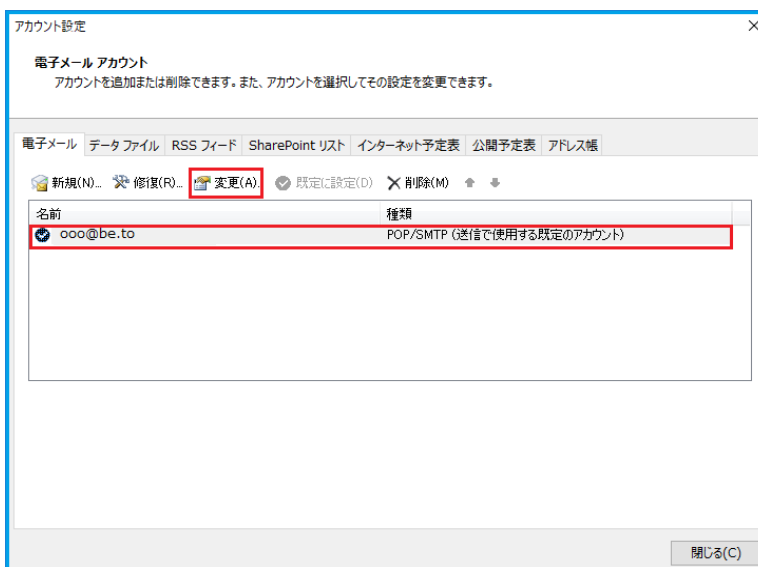 アカウント設定
電子メール アカウント
アカウントを追加または削除できます。また、アカウントを選択してその設定を変更できます。
電子メール データ ファイル RSS フィード SharePoint リスト インターネット予定表 公開予定表 アドレス帳
新規(N)... 修復(R)... 変更(A). 既定に設定(D) 削除(M)
名前 種類
ooo@be.to POP/SMTP (送信で使用する既定のアカウント)
閉じる(C)